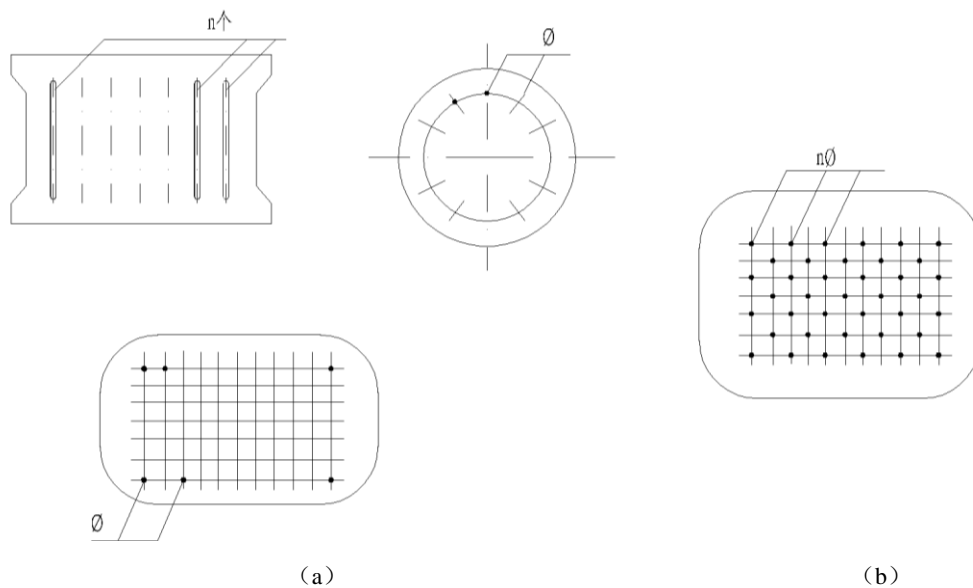 n个
Ø
nØ
Ø
（a）
（b）